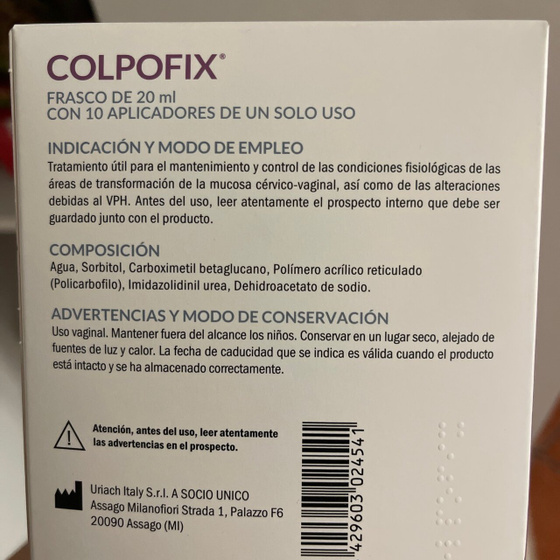 COLPOFIX®
FRASCO DE 20 ml
CON 10 APLICADORES DE UN SOLO USO
INDICACIÓN Y MODO DE EMPLEO
Tratamiento útil para el mantenimiento y control de las condiciones fisiológicas de las
áreas de transformación de la mucosa cérvico-vaginal, así como de las alteraciones
debidas al VPH. Antes del uso, leer atentamente el prospecto interno que debe ser
guardado junto con el producto.
COMPOSICIÓN
Agua, Sorbitol, Carboximetil betaglucano, Polímero acrílico reticulado
(Policarbofilo), Imidazolidinil urea, Dehidroacetato de sodio.
ADVERTENCIAS Y MODO DE CONSERVACIÓN
Uso vaginal. Mantener fuera del alcance los niños. Conservar en un lugar seco, alejado de
fuentes de luz y calor. La fecha de caducidad que se indica es válida cuando el producto
está intacto y se ha almacenado correctamente.
Atención, antes del uso, leer atentamente
las advertencias en el prospecto.
Uriach Italy S.r.l. A SOCIO UNICO
Assago Milanofiori Strada 1, Palazzo F6
20090 Assago (MI)
429603 024541